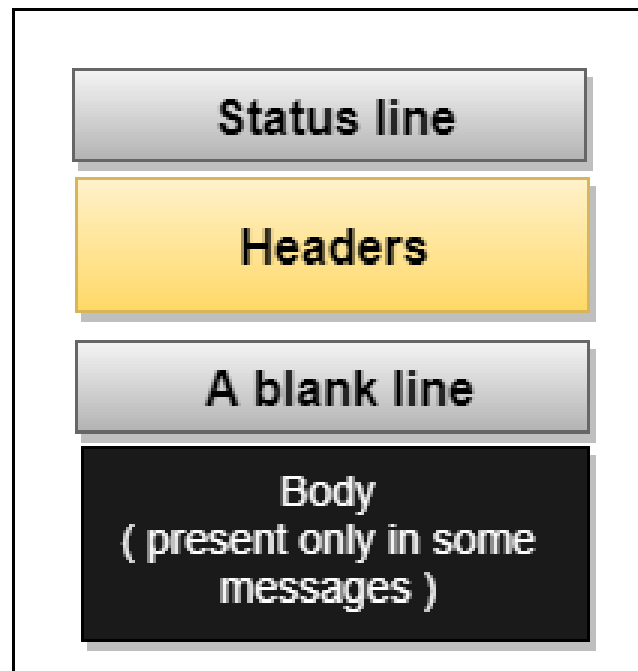 Status line
Headers
A blank line
Body
( present only in some
messages )